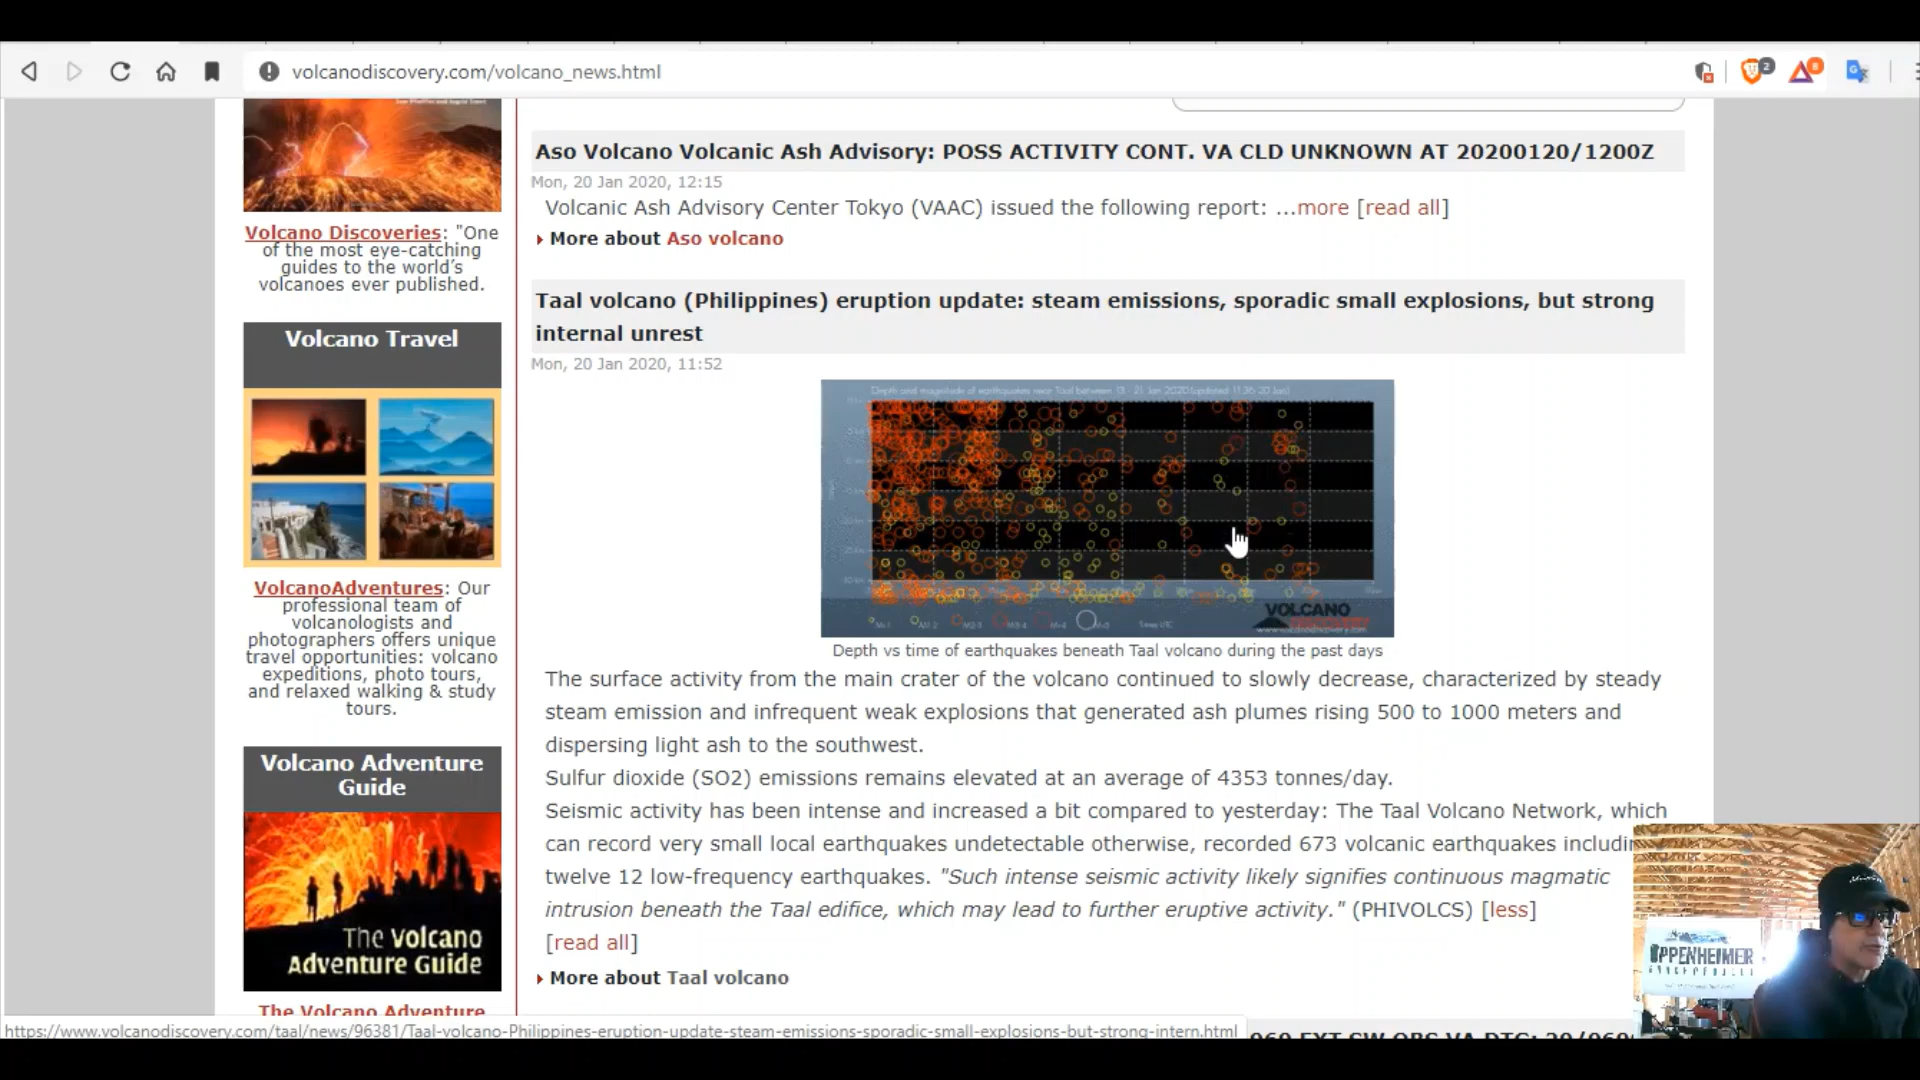 volcanodiscovery.com/volcano_news.html
2
8
Volcano Discoveries: "One
of the most eye-catching
guides to the world's
volcanoes ever published.
Volcano Travel
VolcanoAdventures: Our
professional team of
volcanologists and
photographers offers unique
travel opportunities: volcano
expeditions, photo tours,
and relaxed walking & study
tours.
Volcano Adventure
Guide
The Volcano
Adventure Guide
The Volcano Adventure
Aso Volcano Volcanic Ash Advisory: POSS ACTIVITY CONT. VA CLD UNKNOWN AT 20200120/1200Z
Mon, 20 Jan 2020, 12:15
Volcanic Ash Advisory Center Tokyo (VAAC) issued the following report: ...more [read all]
More about Aso volcano
Taal volcano (Philippines) eruption update: steam emissions, sporadic small explosions, but strong
internal unrest
Mon, 20 Jan 2020, 11:52
Depth and magnitude of earthquakes near Taal between 13 - 21 Jan 2020 (updated 11:36 20 Jan)
VOLCANO
DISCOVERY
www.volcanodiscovery.com
Depth vs time of earthquakes beneath Taal volcano during the past days
The surface activity from the main crater of the volcano continued to slowly decrease, characterized by steady
steam emission and infrequent weak explosions that generated ash plumes rising 500 to 1000 meters and
dispersing light ash to the southwest.
Sulfur dioxide (SO2) emissions remains elevated at an average of 4353 tonnes/day.
Seismic activity has been intense and increased a bit compared to yesterday: The Taal Volcano Network, which
can record very small local earthquakes undetectable otherwise, recorded 673 volcanic earthquakes includin
twelve 12 low-frequency earthquakes. "Such intense seismic activity likely signifies continuous magmatic
intrusion beneath the Taal edifice, which may lead to further eruptive activity." (PHIVOLCS) [less]
[read all]
More about Taal volcano
https://www.volcanodiscovery.com/taal/news/96381/Taal-volcano-Philippines-eruption-update-steam-emissions-sporadic-small-explosions-but-strong-intern.html
OPPENHEIMER